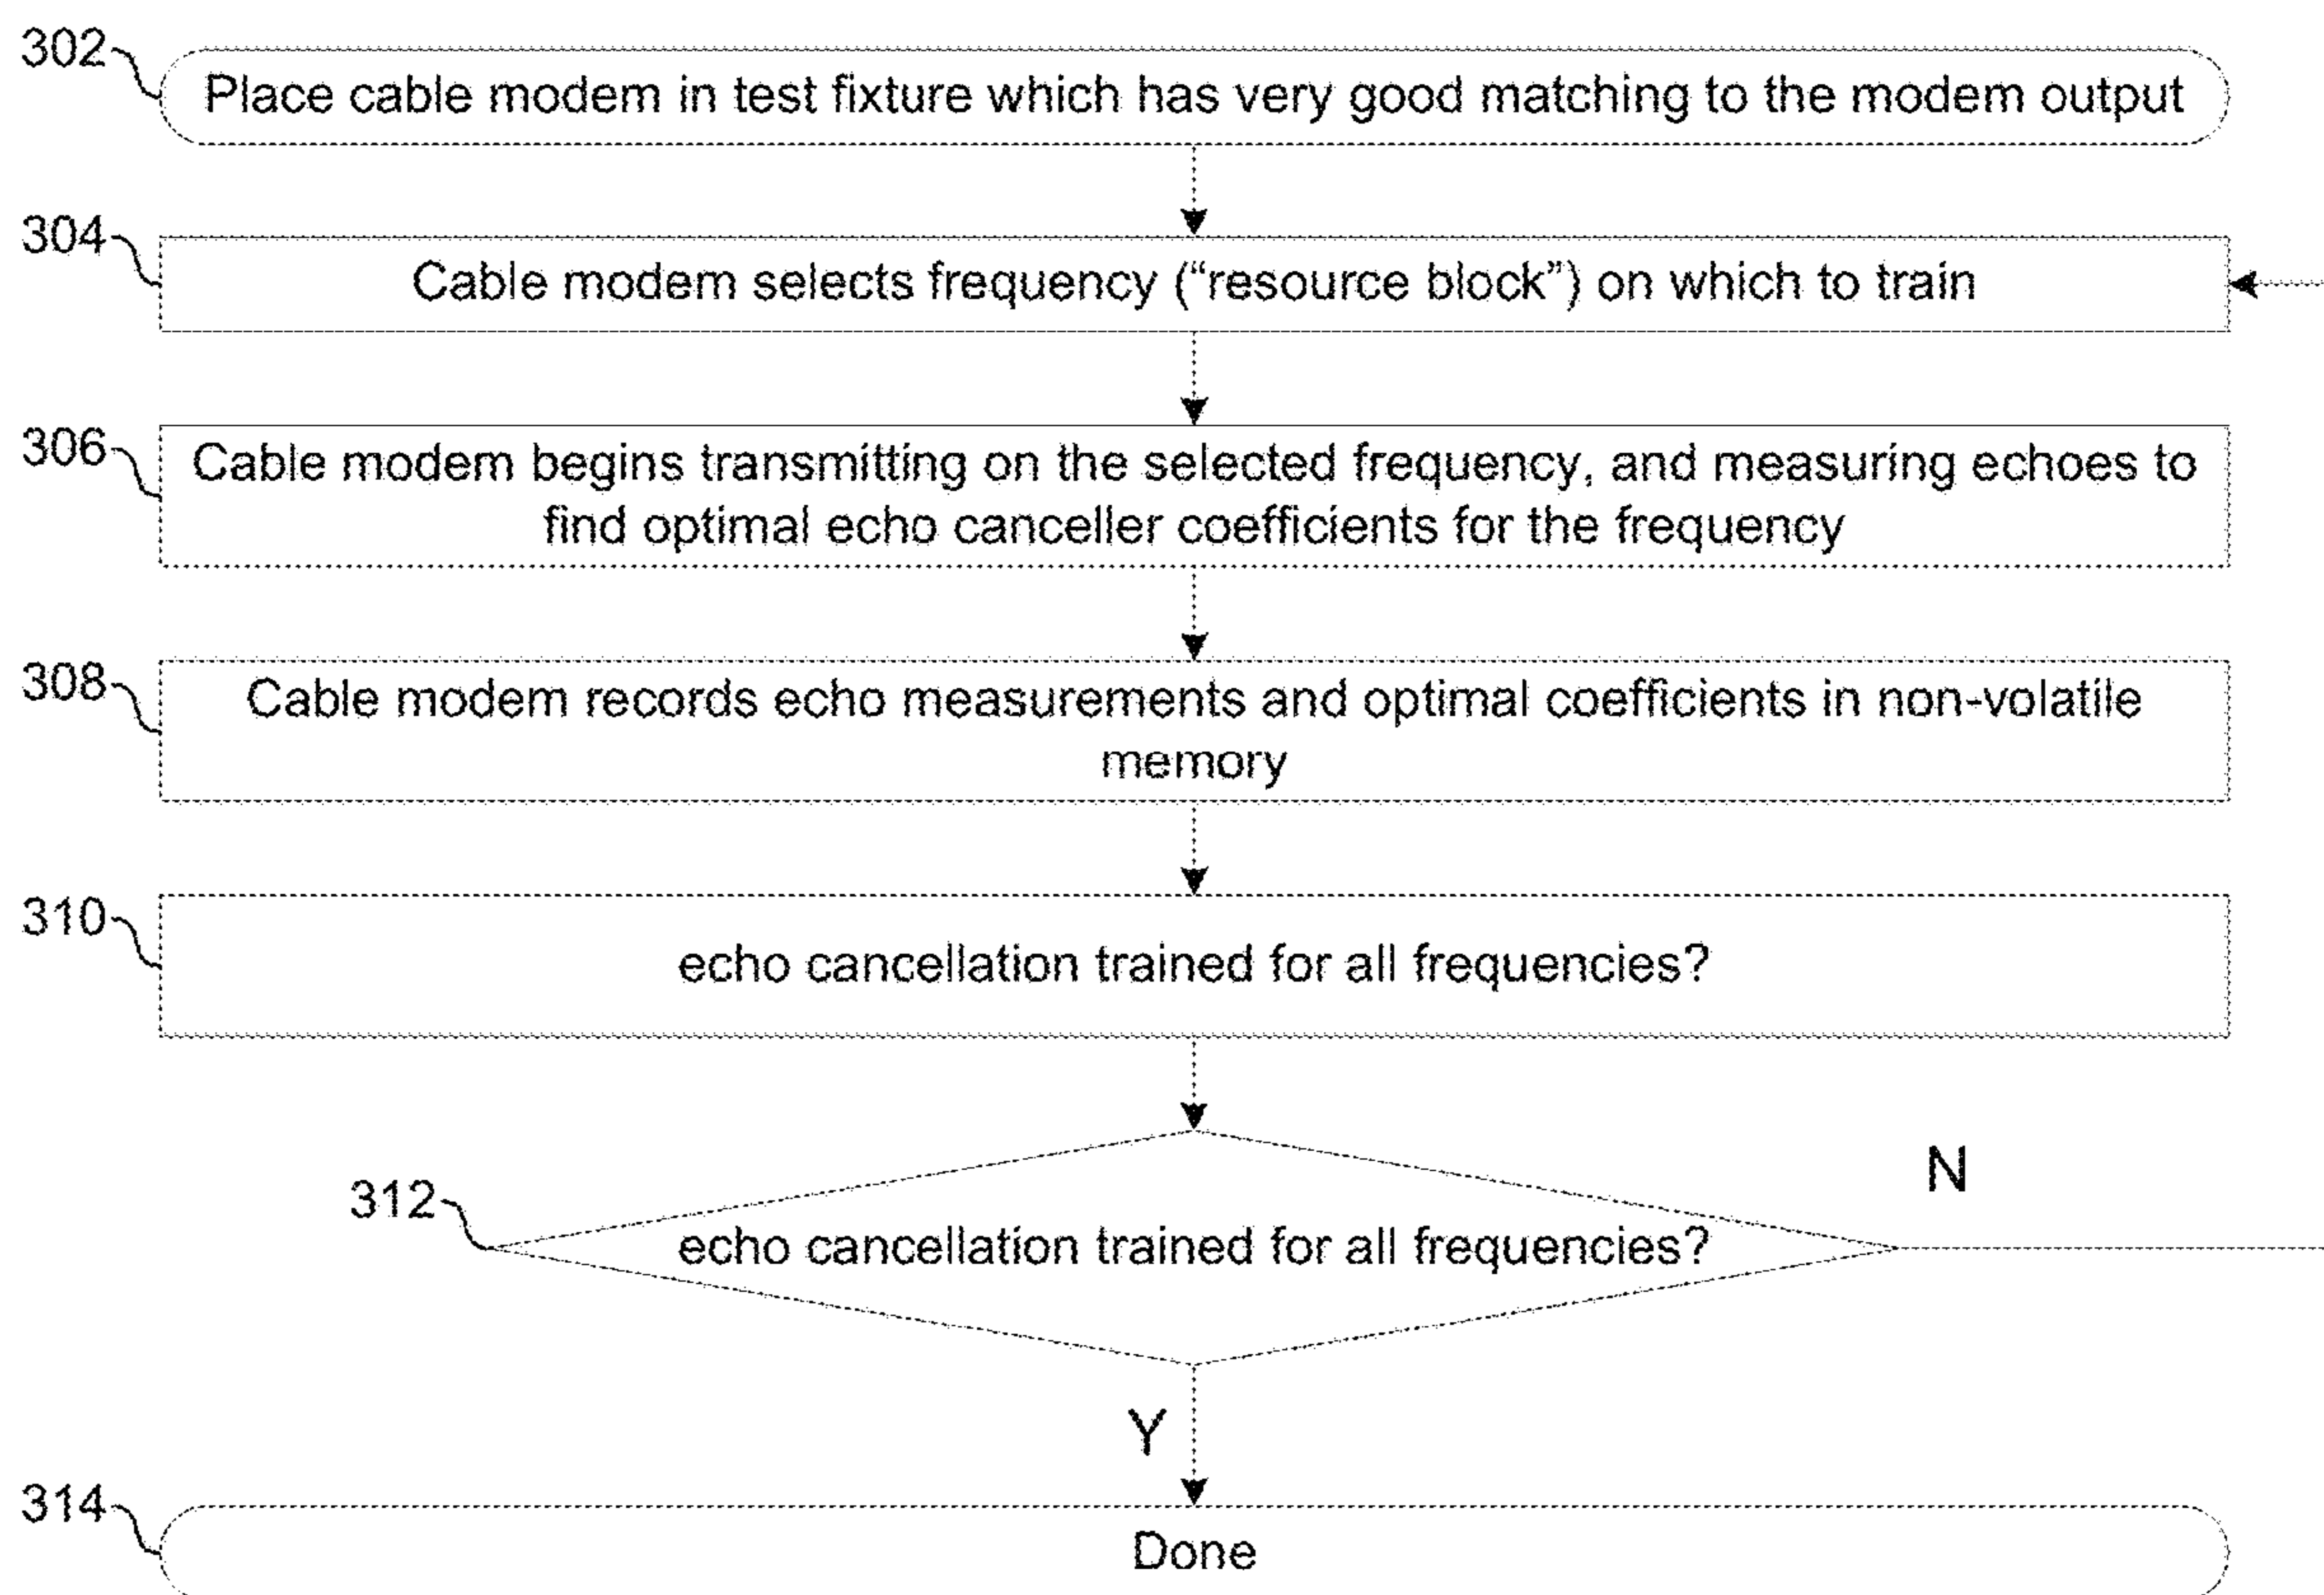 302
Place cable modem in test fixture which has very good matching to the modem output
304
Cable modem selects frequency (“resource block”) on which to train
306
Cable modem begins transmitting on the selected frequency, and measuring echoes to
find optimal echo canceller coefficients for the frequency
308
Cable modem records echo measurements and optimal coefficients in non-volatile
memory
310
echo cancellation trained for all frequencies?
312
echo cancellation trained for all frequencies?
N
Y
314
Done